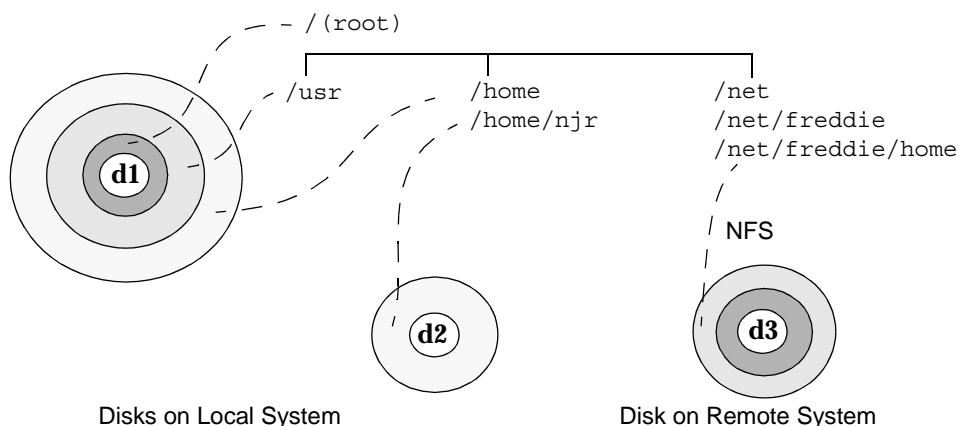 /(root)
/usr
/home
/net
/home/njr
/net/freddie
/net/freddie/home
d1
NFS
d2
d3
Disks on Local System
Disk on Remote System